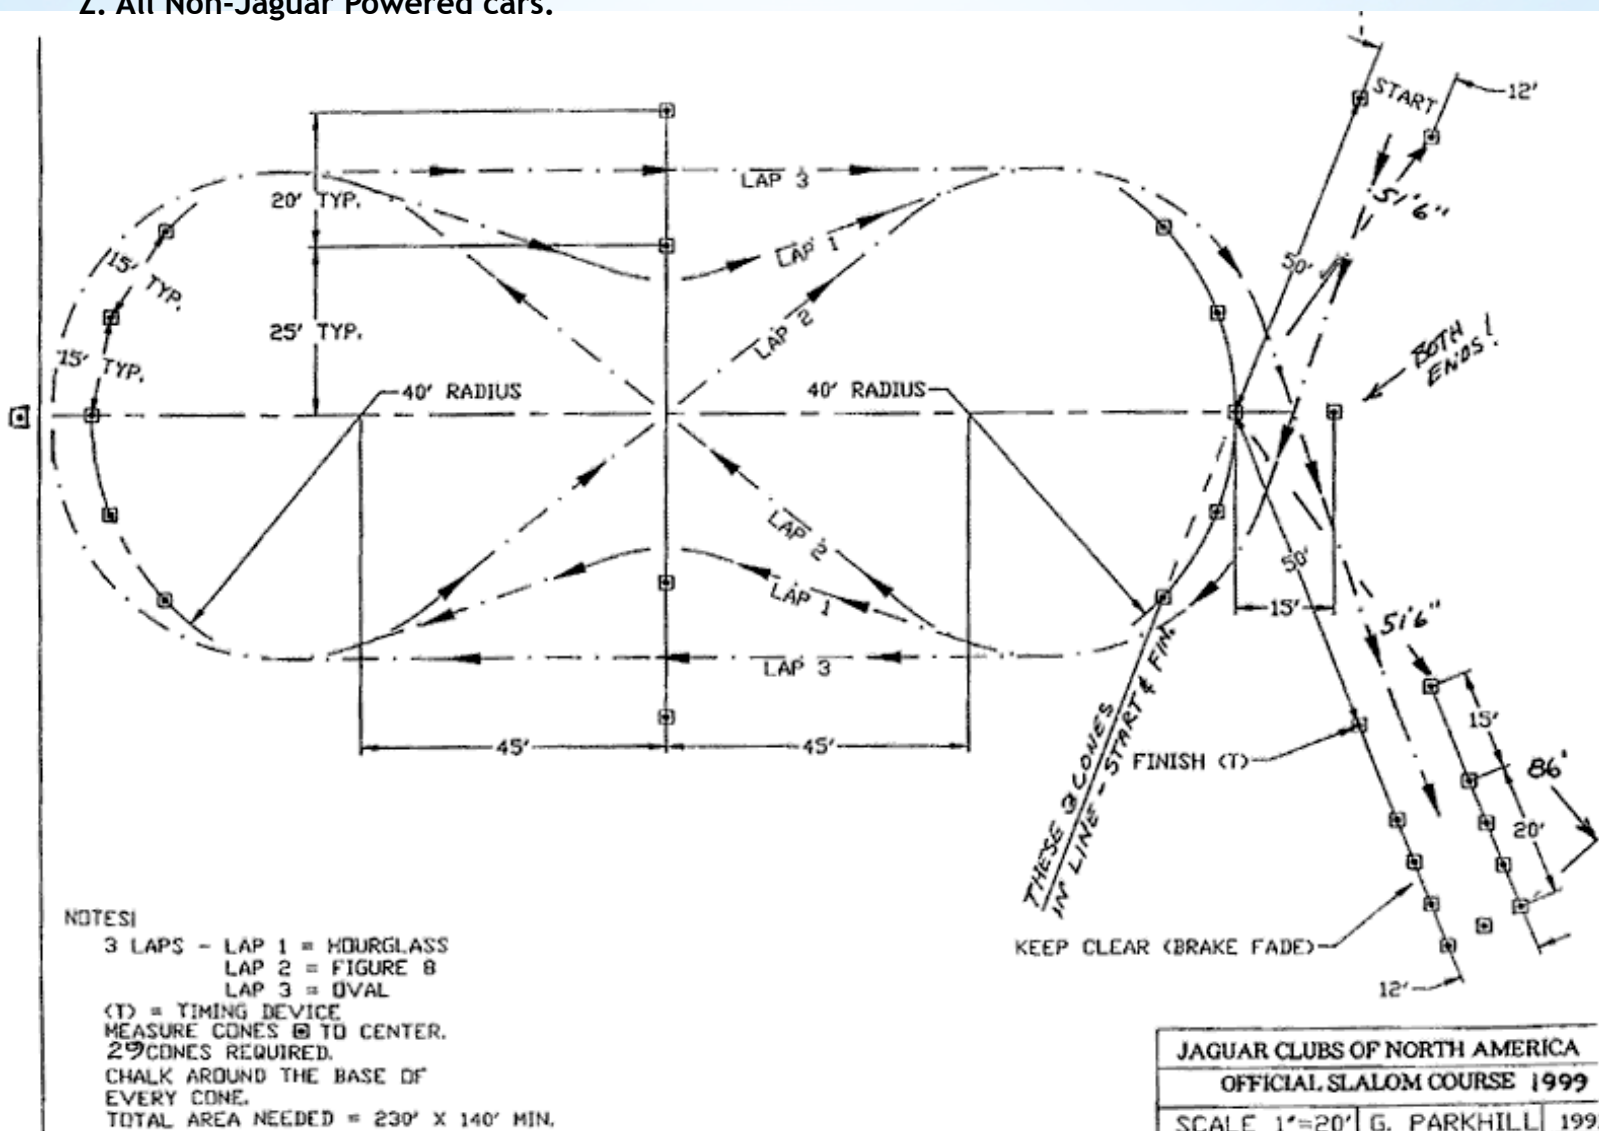 2. All Non-Jaguar Powered cars.
START
12'
20' TYP.
LAP 3
51'6"
15' TYP.
LAP 1
50'
25' TYP.
LAP 2
BOTH
ENDS!
15' TYP.
40' RADIUS
40' RADIUS
LAP 2
50'
LAP 1
15'
51'6"
LAP 3
THESE 3 CONES
IN LINE - START & FIN.
45'
45'
15'
FINISH (T)
86'
20'
KEEP CLEAR (BRAKE FADE)
12'
NOTES:
3 LAPS - LAP 1 = HOURGLASS
LAP 2 = FIGURE 8
LAP 3 = OVAL
(T) = TIMING DEVICE
MEASURE CONES TO CENTER.
29 CONES REQUIRED.
CHALK AROUND THE BASE OF
EVERY CONE.
TOTAL AREA NEEDED = 230' X 140' MIN.
JAGUAR CLUBS OF NORTH AMERICA
OFFICIAL SLALOM COURSE 1999
SCALE 1"=20' G. PARKHILL